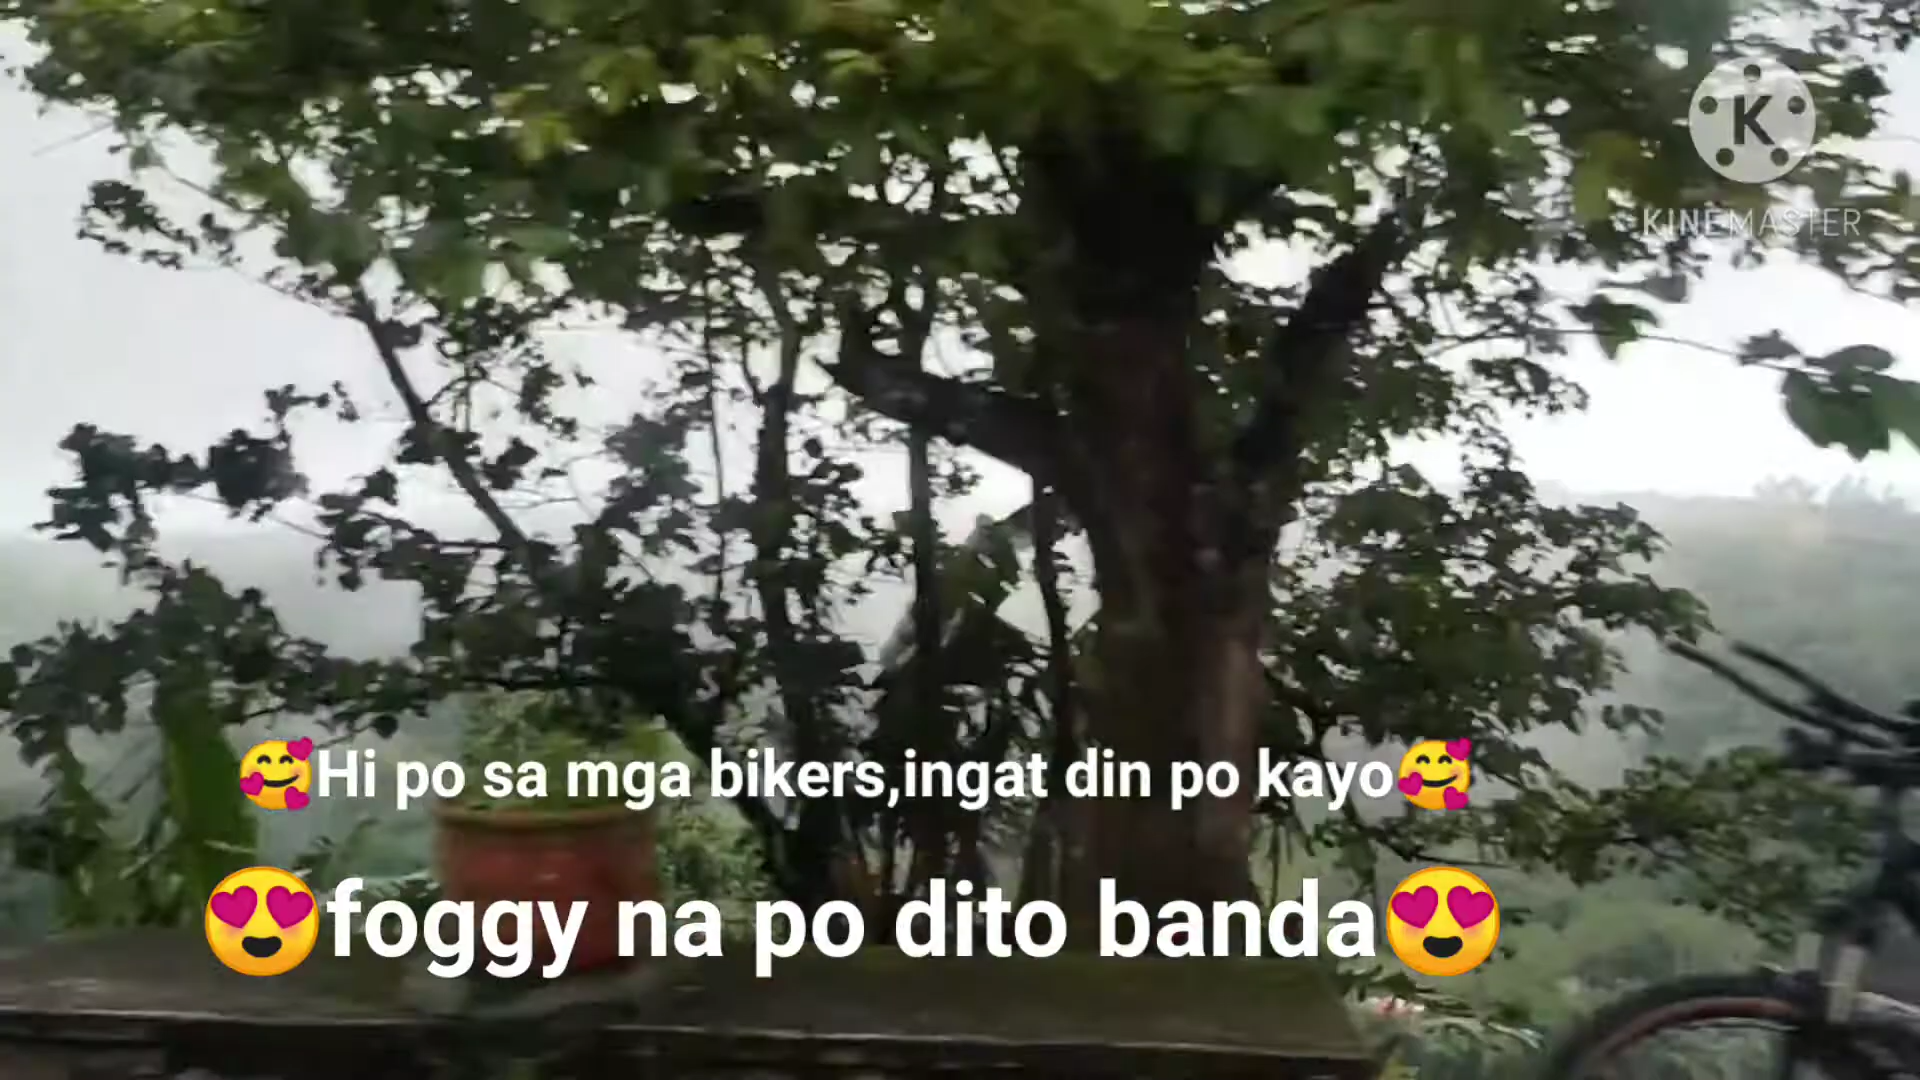 K
KINEMASTER
🥰Hi po sa mga bikers,ingat din po kayo🥰
😍foggy na po dito banda😍